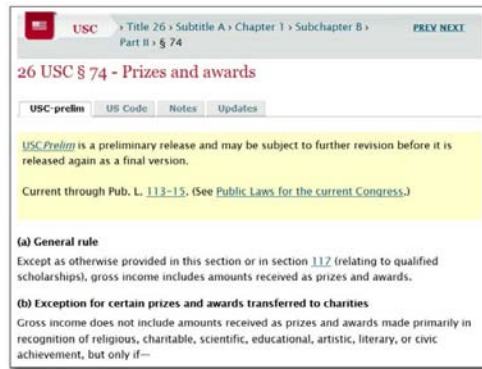 USC
› Title 26 › Subtitle A › Chapter 1 › Subchapter B ›
Part II › § 74
PREV NEXT
26 USC § 74 - Prizes and awards
USC-prelim US Code Notes Updates
USCPrelim is a preliminary release and may be subject to further revision before it is
released again as a final version.
Current through Pub. L. 113-15. (See Public Laws for the current Congress.)
(a) General rule
Except as otherwise provided in this section or in section 117 (relating to qualified
scholarships), gross income includes amounts received as prizes and awards.
(b) Exception for certain prizes and awards transferred to charities
Gross income does not include amounts received as prizes and awards made primarily in
recognition of religious, charitable, scientific, educational, artistic, literary, or civic
achievement, but only if—